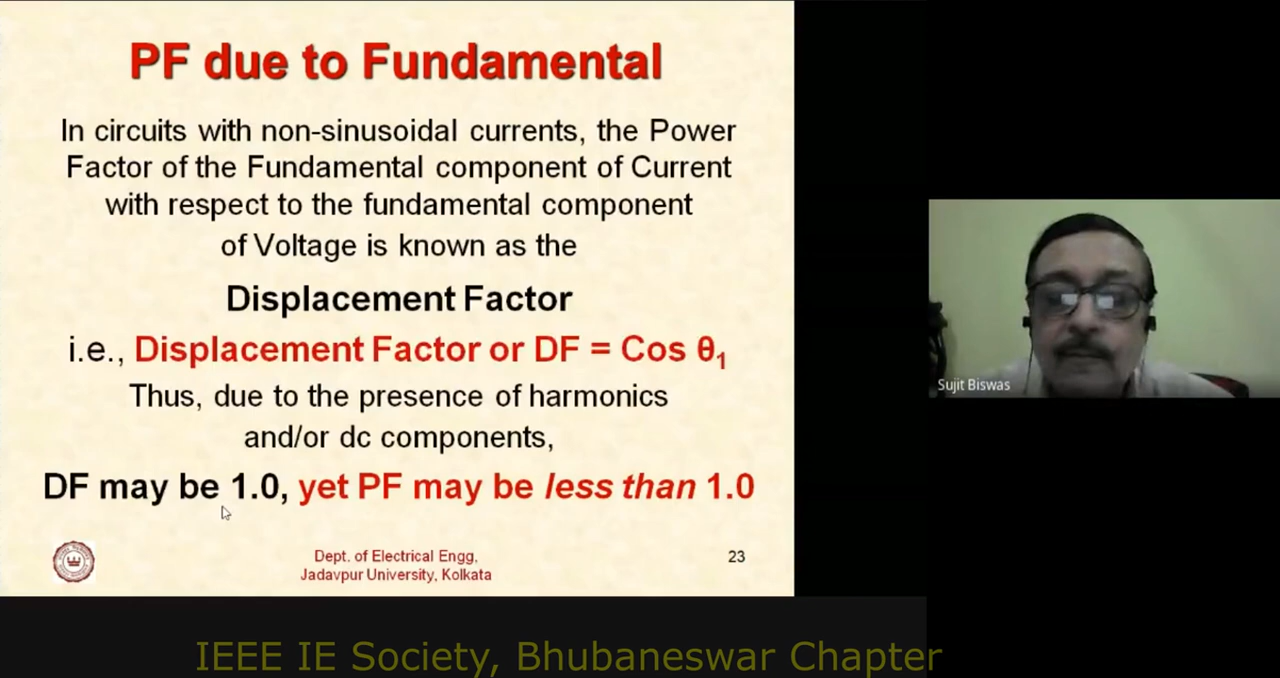 PF due to Fundamental
In circuits with non-sinusoidal currents, the Power
Factor of the Fundamental component of Current
with respect to the fundamental component
of Voltage is known as the
Displacement Factor
i.e., Displacement Factor or DF = Cos θ₁
Thus, due to the presence of harmonics
and/or dc components,
DF may be 1.0, yet PF may be less than 1.0
Dept. of Electrical Engg,
Jadavpur University, Kolkata
23
Sujit Biswas
IEEE IE Society, Bhubaneswar Chapter